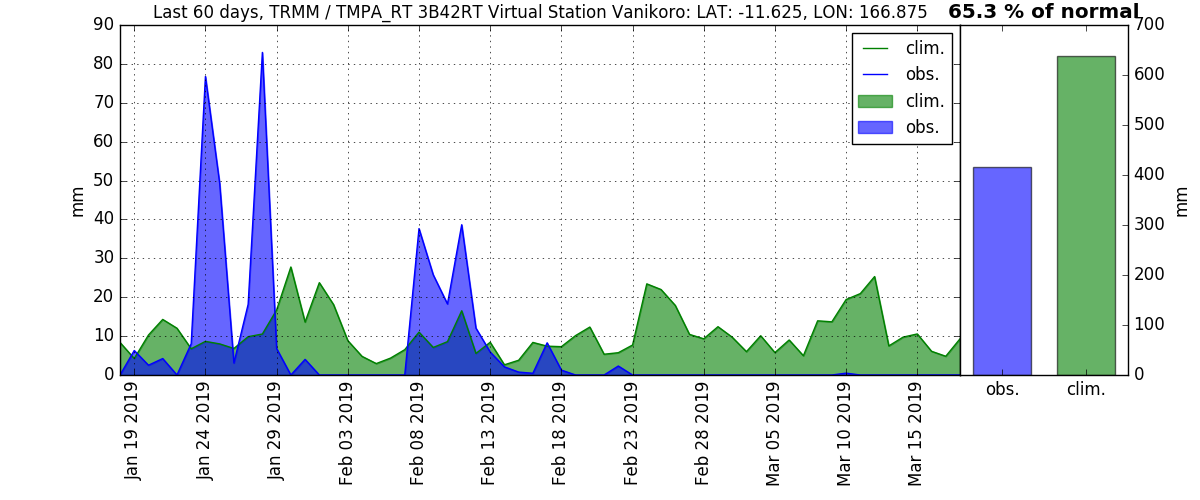 Last 60 days, TRMM / TMPA_RT 3B42RT Virtual Station Vanikoro: LAT: -11.625, LON: 166.875
65.3 % of normal
90
80
70
60
50
40
30
20
10
0
mm
clim.
obs.
clim.
obs.
Jan 19 2019
Jan 24 2019
Jan 29 2019
Feb 03 2019
Feb 08 2019
Feb 13 2019
Feb 18 2019
Feb 23 2019
Feb 28 2019
Mar 05 2019
Mar 10 2019
Mar 15 2019
700
600
500
400
300
200
100
0
mm
obs.
clim.